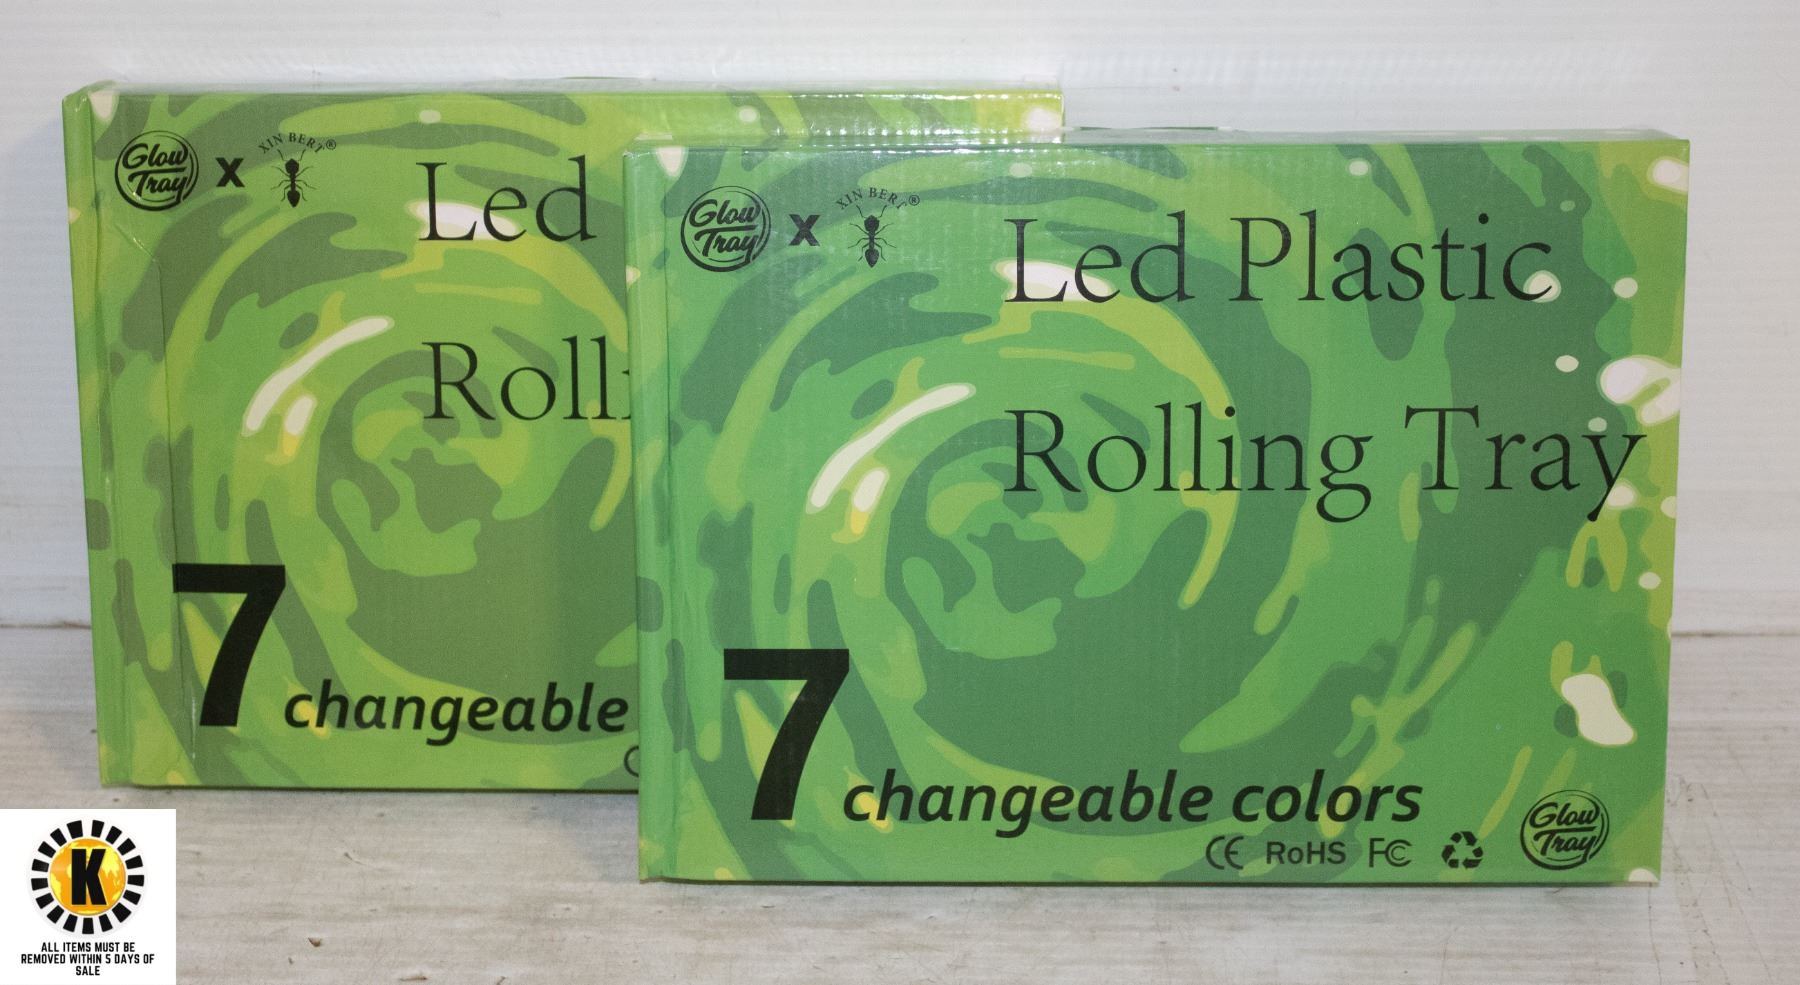 Glow
Tray
X
XIN BERT®
Led
Roll
7 changeable
Glow
Tray
X
XIN BERT®
Led Plastic
Rolling Tray
7 changeable colors
CE RoHS FC
Glow
Tray
K
ALL ITEMS MUST BE
REMOVED WITHIN 5 DAYS OF
SALE